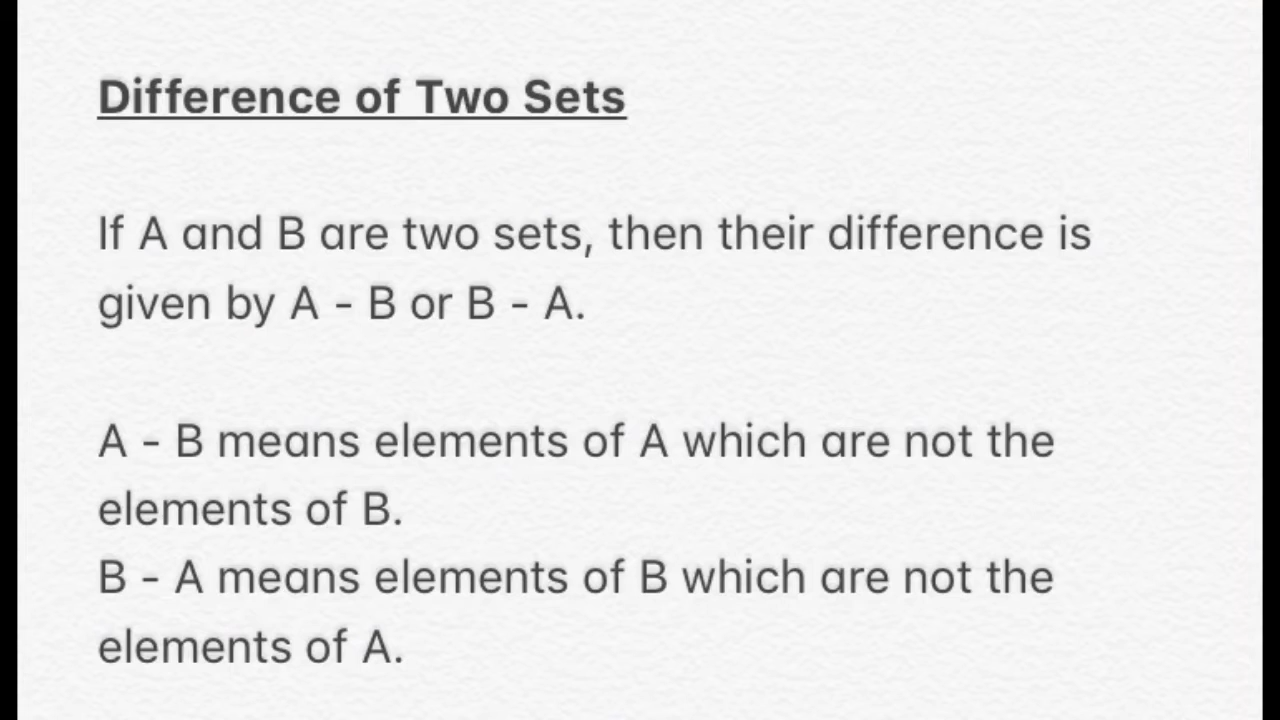 Difference of Two Sets
If A and B are two sets, then their difference is
given by A - B or B - A.
A - B means elements of A which are not the
elements of B.
B - A means elements of B which are not the
elements of A.